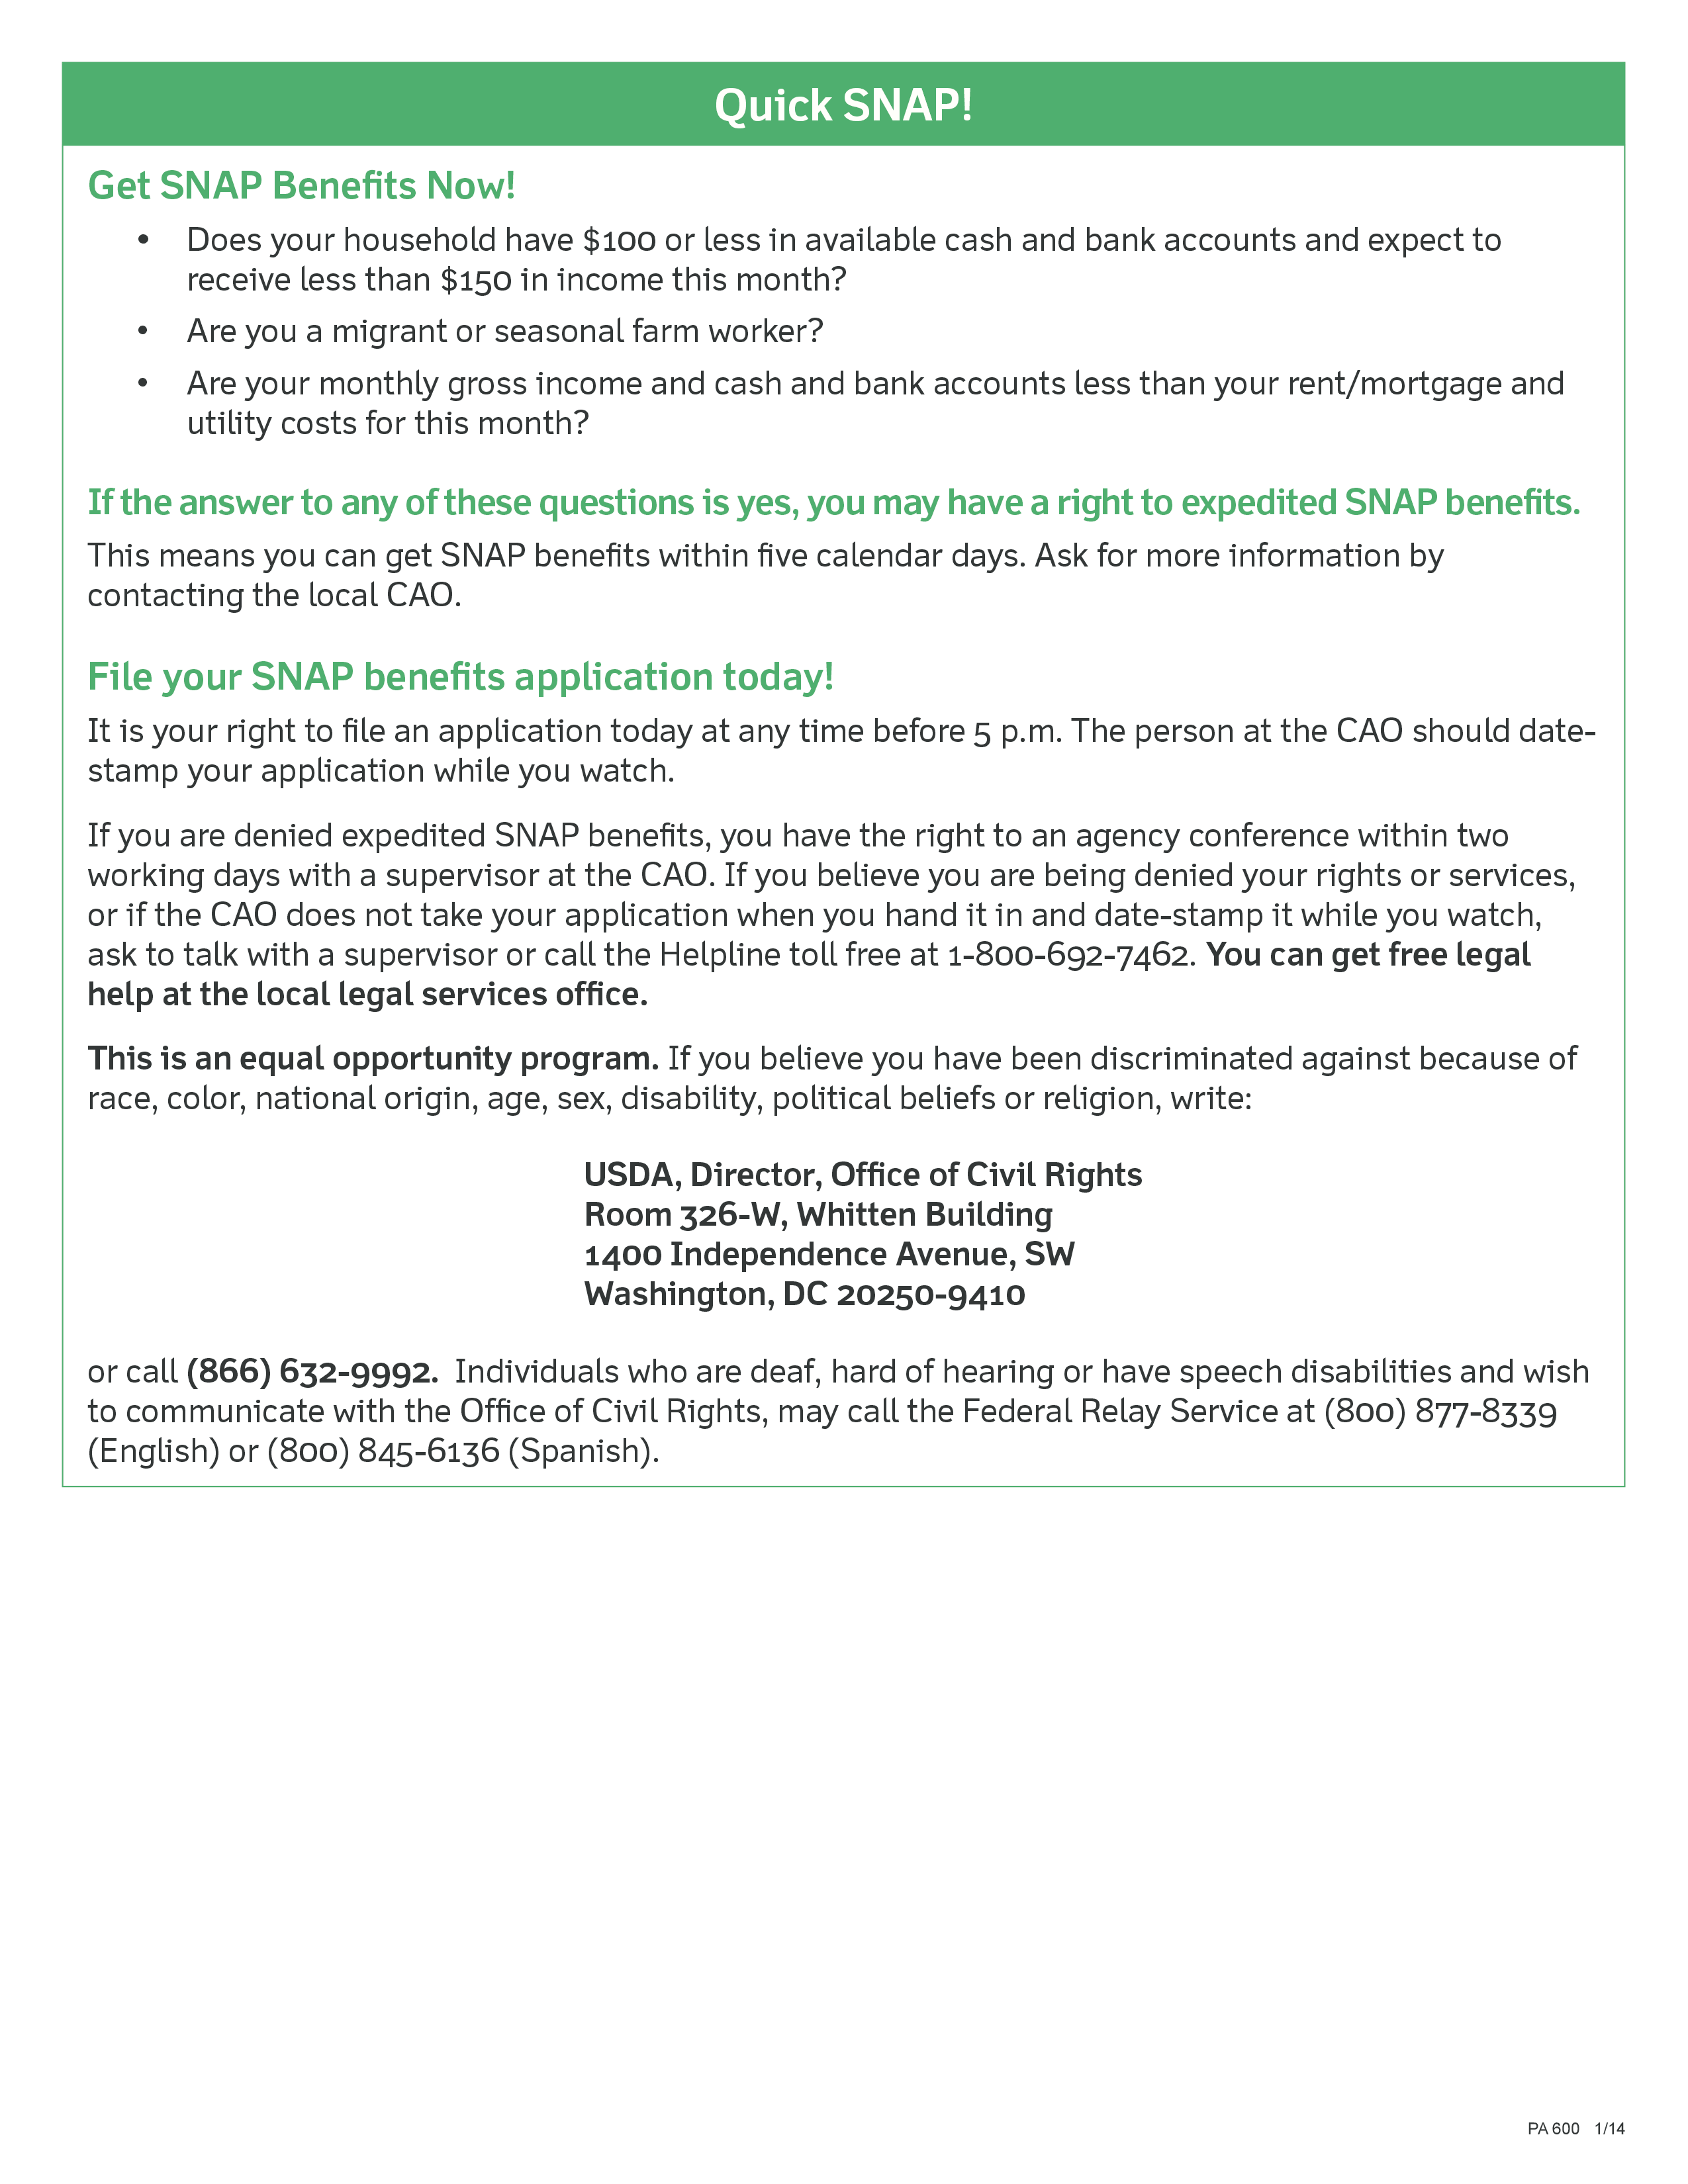 Quick SNAP!
Get SNAP Benefits Now!
• Does your household have $100 or less in available cash and bank accounts and expect to
receive less than $150 in income this month?
• Are you a migrant or seasonal farm worker?
• Are your monthly gross income and cash and bank accounts less than your rent/mortgage and
utility costs for this month?
If the answer to any of these questions is yes, you may have a right to expedited SNAP benefits.
This means you can get SNAP benefits within five calendar days. Ask for more information by
contacting the local CAO.
File your SNAP benefits application today!
It is your right to file an application today at any time before 5 p.m. The person at the CAO should date-
stamp your application while you watch.
If you are denied expedited SNAP benefits, you have the right to an agency conference within two
working days with a supervisor at the CAO. If you believe you are being denied your rights or services,
or if the CAO does not take your application when you hand it in and date-stamp it while you watch,
ask to talk with a supervisor or call the Helpline toll free at 1-800-692-7462. You can get free legal
help at the local legal services office.
This is an equal opportunity program. If you believe you have been discriminated against because of
race, color, national origin, age, sex, disability, political beliefs or religion, write:
USDA, Director, Office of Civil Rights
Room 326-W, Whitten Building
1400 Independence Avenue, SW
Washington, DC 20250-9410
or call (866) 632-9992. Individuals who are deaf, hard of hearing or have speech disabilities and wish
to communicate with the Office of Civil Rights, may call the Federal Relay Service at (800) 877-8339
(English) or (800) 845-6136 (Spanish).
PA 600 1/14